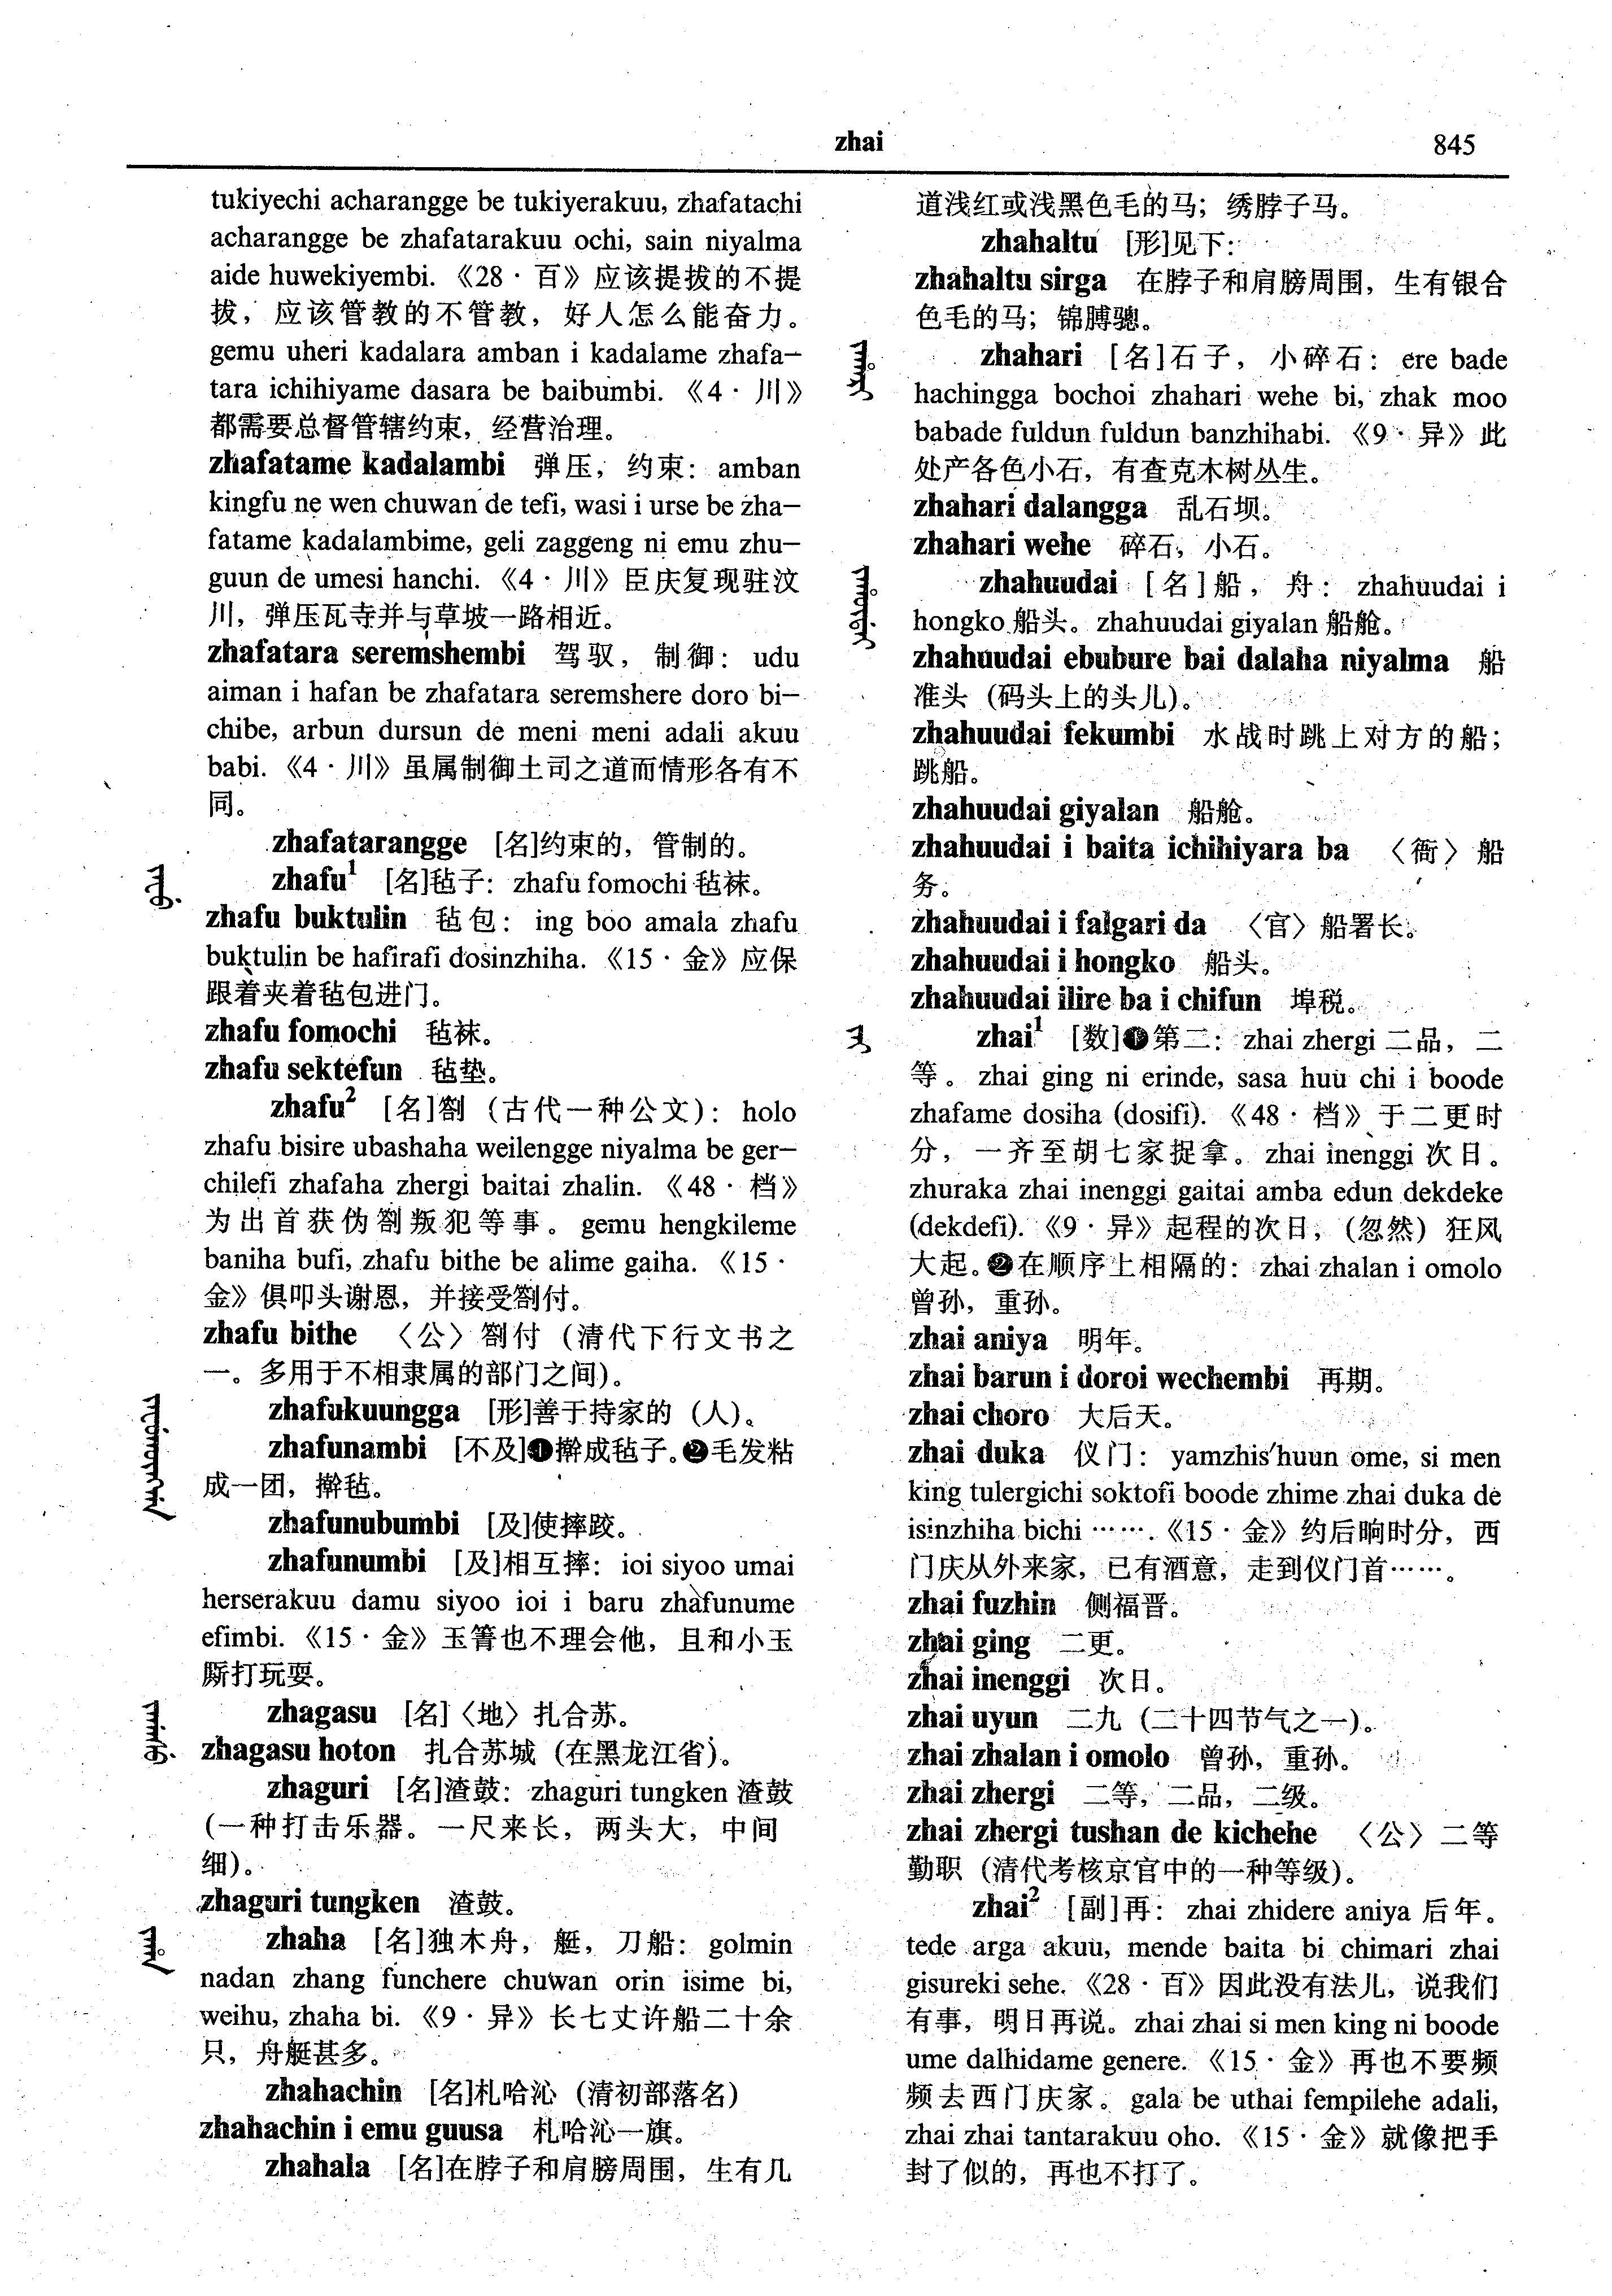 zhai
845
tukiyechi acharangge be tukiyerakuu, zhafatachi
acharangge be zhafatarakuu ochi, sain niyalma
aide huwekiyembi. 《28 · 百》应该提拔的不提
拔，应该管教的不管教，好人怎么能奋力。
gemu uheri kadalara amban i kadalame zhafa–
tara ichihiyame dasara be baibumbi. 《4 · 川》
都需要总督管辖约束，经营治理。
zhafatame kadalambi 弹压，约束：amban
kingfu ne wen chuwan de tefi, wasi i urse be zha–
fatame kadalambime, geli zaggeng ni emu zhu–
guun de umesi hanchi. 《4 · 川》臣庆复现驻汶
川，弹压瓦寺并与草坡一路相近。
zhafatara seremshembi 驾驭，制御：udu
aiman i hafan be zhafatara seremshere doro bi–
chibe, arbun dursun de meni meni adali akuu
babi. 《4 · 川》虽属制御土司之道而情形各有不
同。
zhafatarangge [名]约束的，管制的。
zhafu¹ [名]毡子：zhafu fomochi 毡袜。
zhafu buktulin 毡包：ing boo amala zhafu
buktulin be hafirafi dosinzhiha. 《15 · 金》应保
跟着夹着毡包进门。
zhafu fomochi 毡袜。
zhafu sektefun 毡垫。
zhafu² [名]劄（古代一种公文）：holo
zhafu bisire ubashaha weilengge niyalma be ger–
chilefi zhafaha zhergi baitai zhalin. 《48 · 档》
为出首获伪劄叛犯等事。gemu hengkileme
baniha bufi, zhafu bithe be alime gaiha. 《15 ·
金》俱叩头谢恩，并接受劄付。
zhafu bithe 〈公〉劄付（清代下行文书之
一。多用于不相隶属的部门之间）。
zhafukuungga [形]善于持家的（人）。
zhafunambi [不及]❶擀成毡子。❷毛发粘
成一团，擀毡。
zhafunubumbi [及]使摔跤。
zhafunumbi [及]相互摔：ioi siyoo umai
herserakuu damu siyoo ioi i baru zhafunume
efimbi. 《15 · 金》玉箐也不理会他，且和小玉
厮打玩耍。
zhagasu [名]〈地〉扎合苏。
zhagasu hoton 扎合苏城（在黑龙江省）。
zhaguri [名]渣鼓：zhaguri tungken 渣鼓
（一种打击乐器。一尺来长，两头大，中间
细）。
zhaguri tungken 渣鼓。
zhaha [名]独木舟，艇，刀船：golmin
nadan zhang funchere chuwan orin isime bi,
weihu, zhaha bi. 《9 · 异》长七丈许船二十余
只，舟艇甚多。
zhahachin [名]札哈沁（清初部落名）
zhahachin i emu guusa 札哈沁一旗。
zhahala [名]在脖子和肩膀周围，生有几
道浅红或浅黑色毛的马；绣脖子马。
zhahaltu [形]见下：
zhahaltu sirga 在脖子和肩膀周围，生有银合
色毛的马；锦膊骢。
zhahari [名]石子，小碎石：ere bade
hachingga bochoi zhahari wehe bi, zhak moo
babade fuldun fuldun banzhihabi. 《9 · 异》此
处产各色小石，有查克木树丛生。
zhahari dalangga 乱石坝。
zhahari wehe 碎石，小石。
zhahuudai [名]船，舟：zhahuudai i
hongko 船头。zhahuudai giyalan 船舱。
zhahuudai ebubure bai dalaha niyalma 船
准头（码头上的头儿）。
zhahuudai fekumbi 水战时跳上对方的船；
跳船。
zhahuudai giyalan 船舱。
zhahuudai i baita ichihiyara ba 〈衙〉船
务。
zhahuudai i falgari da 〈官〉船署长。
zhahuudai i hongko 船头。
zhahuudai ilire ba i chifun 埠税。
zhai¹ [数]❶第二：zhai zhergi 二品，二
等。zhai ging ni erinde, sasa huu chi i boode
zhafame dosiha (dosifi). 《48 · 档》于二更时
分，一齐至胡七家捉拿。zhai inenggi 次日。
zhuraka zhai inenggi gaitai amba edun dekdeke
(dekdefi). 《9 · 异》起程的次日，（忽然）狂风
大起。❷在顺序上相隔的：zhai zhalan i omolo
曾孙，重孙。
zhai aniya 明年。
zhai barun i doroi wechembi 再期。
zhai choro 大后天。
zhai duka 仪门：yamzhis'huun ome, si men
king tulergichi soktofi boode zhime zhai duka de
isinzhiha bichi ……. 《15 · 金》约后晌时分，西
门庆从外来家，已有酒意，走到仪门首……。
zhai fuzhin 侧福晋。
zhai ging 二更。
zhai inenggi 次日。
zhai uyun 二九（二十四节气之一）。
zhai zhalan i omolo 曾孙，重孙。
zhai zhergi 二等，二品，二级。
zhai zhergi tushan de kichehe 〈公〉二等
勤职（清代考核京官中的一种等级）。
zhai² [副]再：zhai zhidere aniya 后年。
tede arga akuu, mende baita bi chimari zhai
gisureki sehe. 《28 · 百》因此没有法儿，说我们
有事，明日再说。zhai zhai si men king ni boode
ume dalhidame genere. 《15 · 金》再也不要频
频去西门庆家。gala be uthai fempilehe adali,
zhai zhai tantarakuu oho. 《15 · 金》就像把手
封了似的，再也不打了。